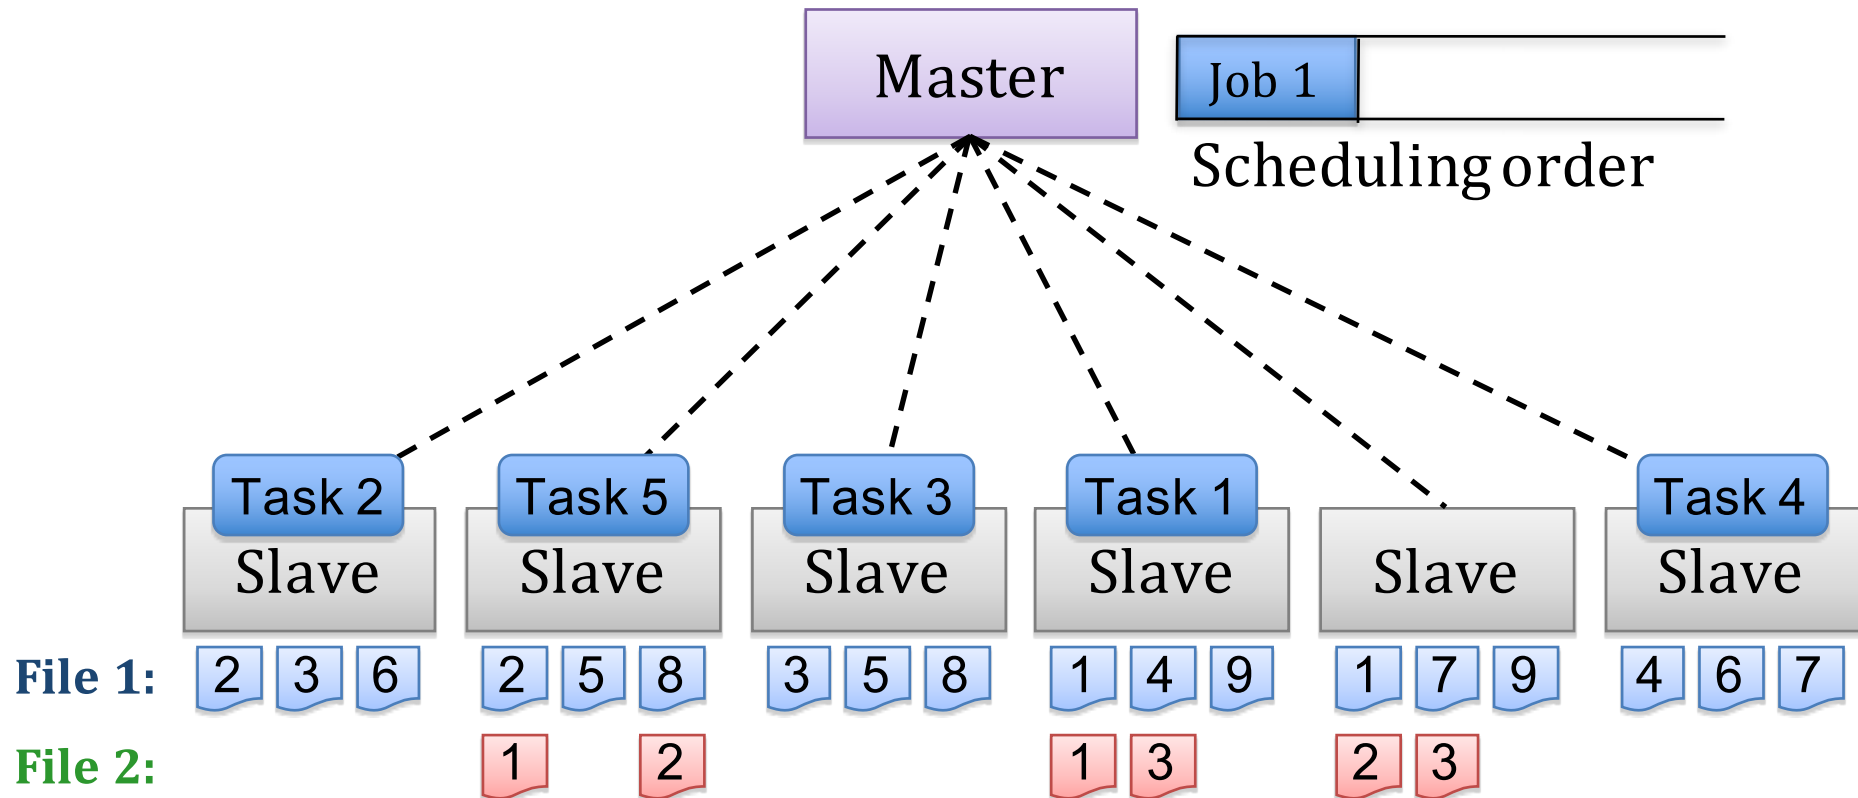 Master
Job 1
Scheduling order
Task 2 Task 5 Task 3 Task 1 Task 4
Slave Slave Slave Slave Slave Slave
File 1: 2 3 6 2 5 8 3 5 8 1 4 9 1 7 9 4 6 7
File 2: 1 2 1 3 2 3